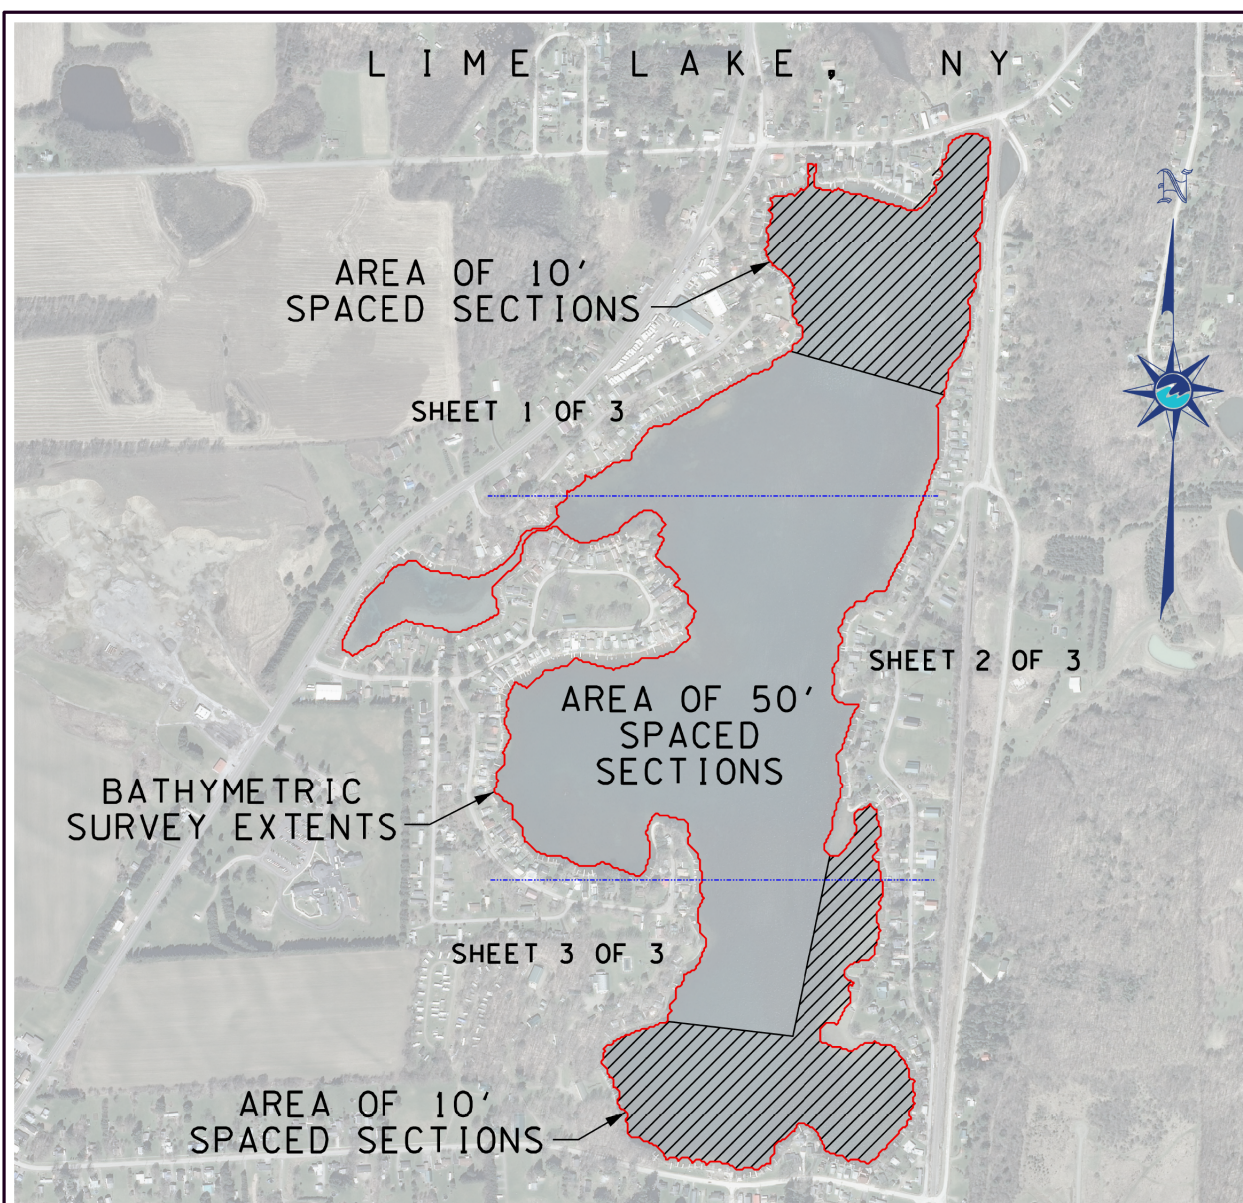 LIME LAKE, NY
N
AREA OF 10'
SPACED SECTIONS
SHEET 1 OF 3
SHEET 2 OF 3
AREA OF 50'
SPACED
SECTIONS
BATHYMETRIC
SURVEY EXTENTS
SHEET 3 OF 3
AREA OF 10'
SPACED SECTIONS